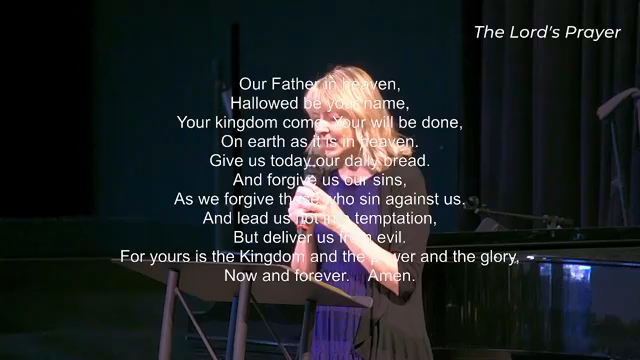 The Lord's Prayer
Our Father in heaven,
Hallowed be your name,
Your kingdom come, Your will be done,
On earth as it is in heaven.
Give us today our daily bread.
And forgive us our sins,
As we forgive those who sin against us.
And lead us not temptation,
But deliver us from evil.
For yours is the Kingdom and the power and the glory,
Now and forever. Amen.